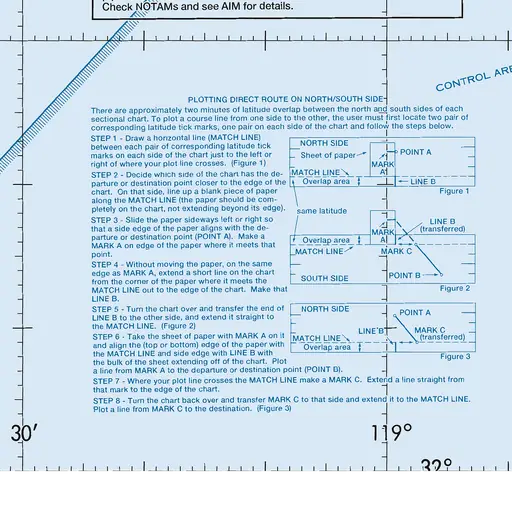 Check NOTAMs and see AIM for details.
CONTROL ARE
PLOTTING DIRECT ROUTE ON NORTH/SOUTH SIDE
There are approximately two minutes of latitude overlap between the north and south sides of each
sectional chart. To plot a course from one side to the other, the user must first locate two pair of
corresponding latitude tick marks, one pair on each side of the chart and follow the steps below.
STEP 1 - Draw a horizontal line (MATCH LINE)
between each pair of corresponding latitude tick
marks on each side of the chart just to the left or
right of where your plot line crosses. (Figure 1)
STEP 2 - Decide which side of the chart has the de-
parture or destination point closer to the edge of the
chart. On that side, line up a blank piece of paper
along the MATCH LINE (the paper should be com-
pletely on the chart, not extending beyond its edge).
STEP 3 - Slide the paper sideways left or right so
that a side edge of the paper aligns with the de-
parture or destination point (POINT A). Make a
MARK A on edge of the paper where it meets that
point.
STEP 4 - Without moving the paper, on the same
edge as MARK A, extend a short line on the chart
from the corner of the paper where it meets the
MATCH LINE out to the edge of the chart. Make that
LINE B.
STEP 5 - Turn the chart over and transfer the end of
LINE B to the other side, and extend it straight to
the MATCH LINE. (Figure 2)
STEP 6 - Take the sheet of paper with MARK A on it
and align the (top or bottom) edge of the paper with
the MATCH LINE and side edge with LINE B with
the bulk of the sheet extending off of the chart. Plot
a line from MARK A to the departure or destination point (POINT B).
STEP 7 - Where your plot line crosses the MATCH LINE make a MARK C. Extend a line straight from
that mark to the edge of the chart.
STEP 8 - Turn the chart back over and transfer MARK C to that side and extend it to the MATCH LINE.
Plot a line from MARK C to the destination. (Figure 3)
NORTH SIDE
Sheet of paper
POINT A
MARK
A
MATCH LINE
Overlap area
LINE B
Figure 1
same latitude
MARK
A
LINE B
(transferred)
Overlap area
MATCH LINE
MARK C
POINT B
SOUTH SIDE
Figure 2
NORTH SIDE
POINT A
LINE B
MARK C
(transferred)
MATCH LINE
Overlap area
Figure 3
30′
119°
32°